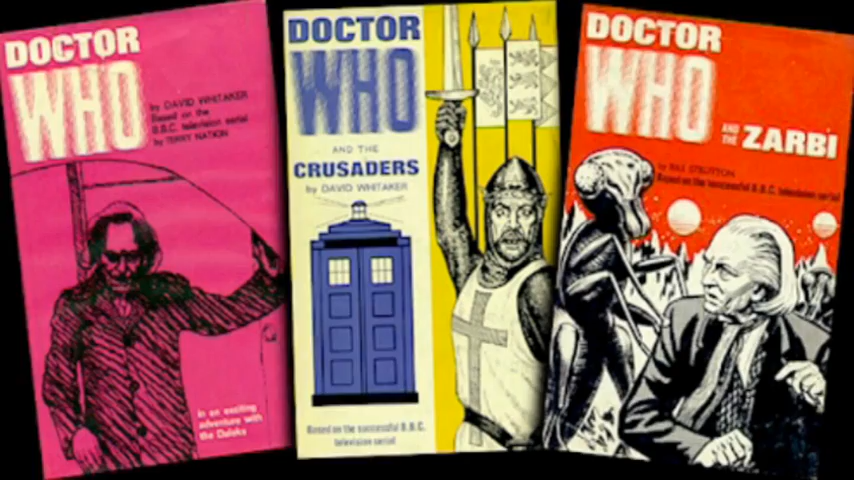 DOCTOR
WHO
by DAVID WHITAKER
Based on the
B.B.C. television serial
by TERRY NATION
in an exciting
adventure with
the Daleks
DOCTOR
WHO
AND THE
CRUSADERS
by DAVID WHITAKER
Based on the successful B.B.C.
television serial
DOCTOR
WHO
AND THE ZARBI
by BILL STRUTTON
Based on the successful B.B.C. television serial